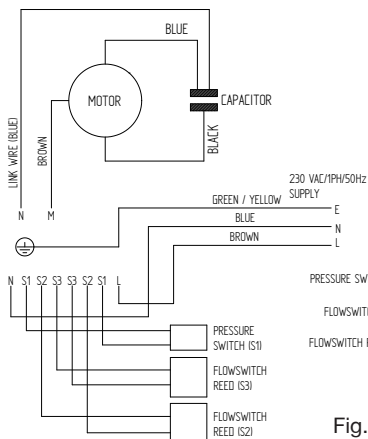 BLUE
MOTOR
CAPACITOR
LINK WIRE (BLUE)
BROWN
BLACK
N M
230 VAC/1PH/50Hz
SUPPLY
GREEN / YELLOW
E
BLUE
N
BROWN
L
N S1 S2 S3 S3 S2 S1 L
PRESSURE SW
FLOWSWIT
FLOWSWITCH
PRESSURE
SWITCH (S1)
FLOWSWITCH
REED (S3)
FLOWSWITCH
REED (S2)
Fig.